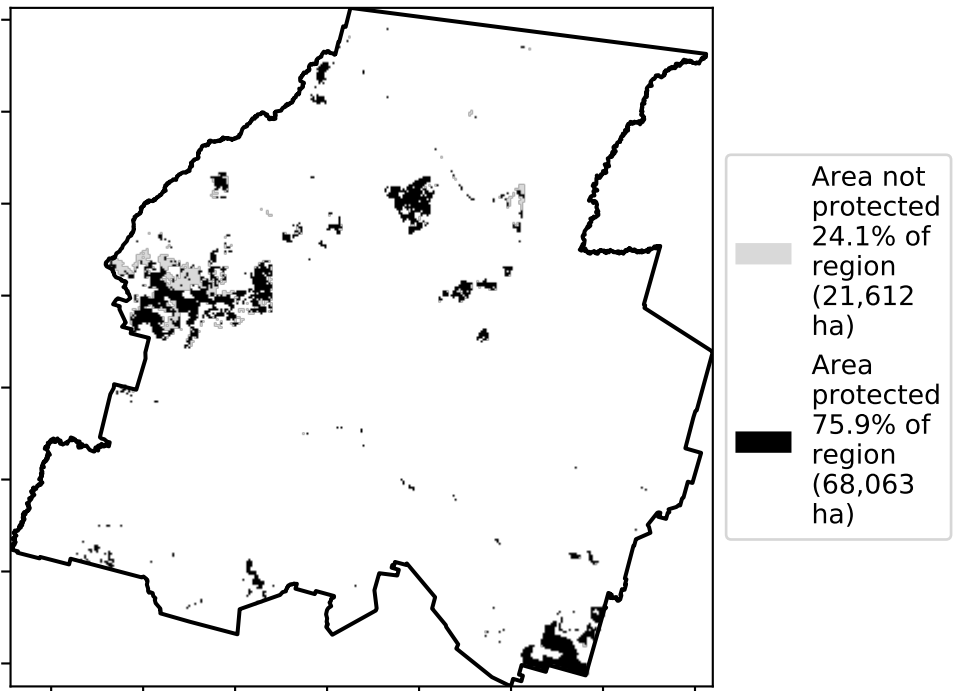 Area not
protected
24.1% of
region
(21,612
ha)
Area
protected
75.9% of
region
(68,063
ha)